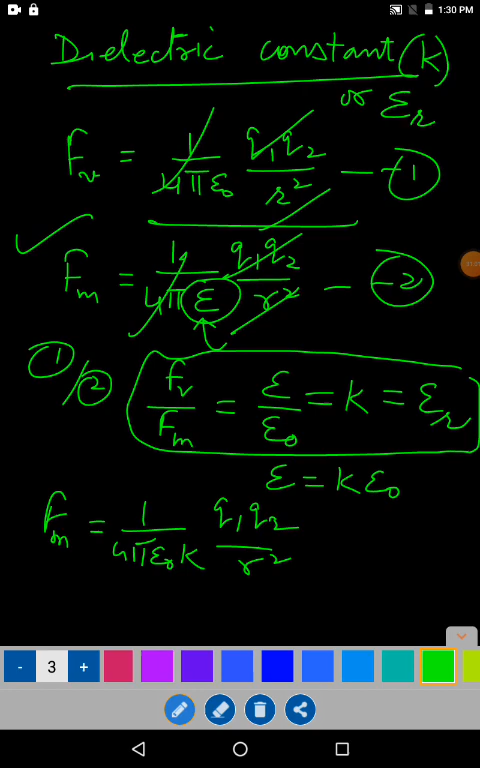 1:30 PM
Dielectric constant (K)
or εr
Fv = 1/4πε0 q1q2/r² — ①
Fm = 1/4πε q1q2/r² — ②
①/② Fv/Fm = ε/ε0 = K = εr
ε = Kε0
Fm = 1/4πε0K q1q2/r²
- 3 +